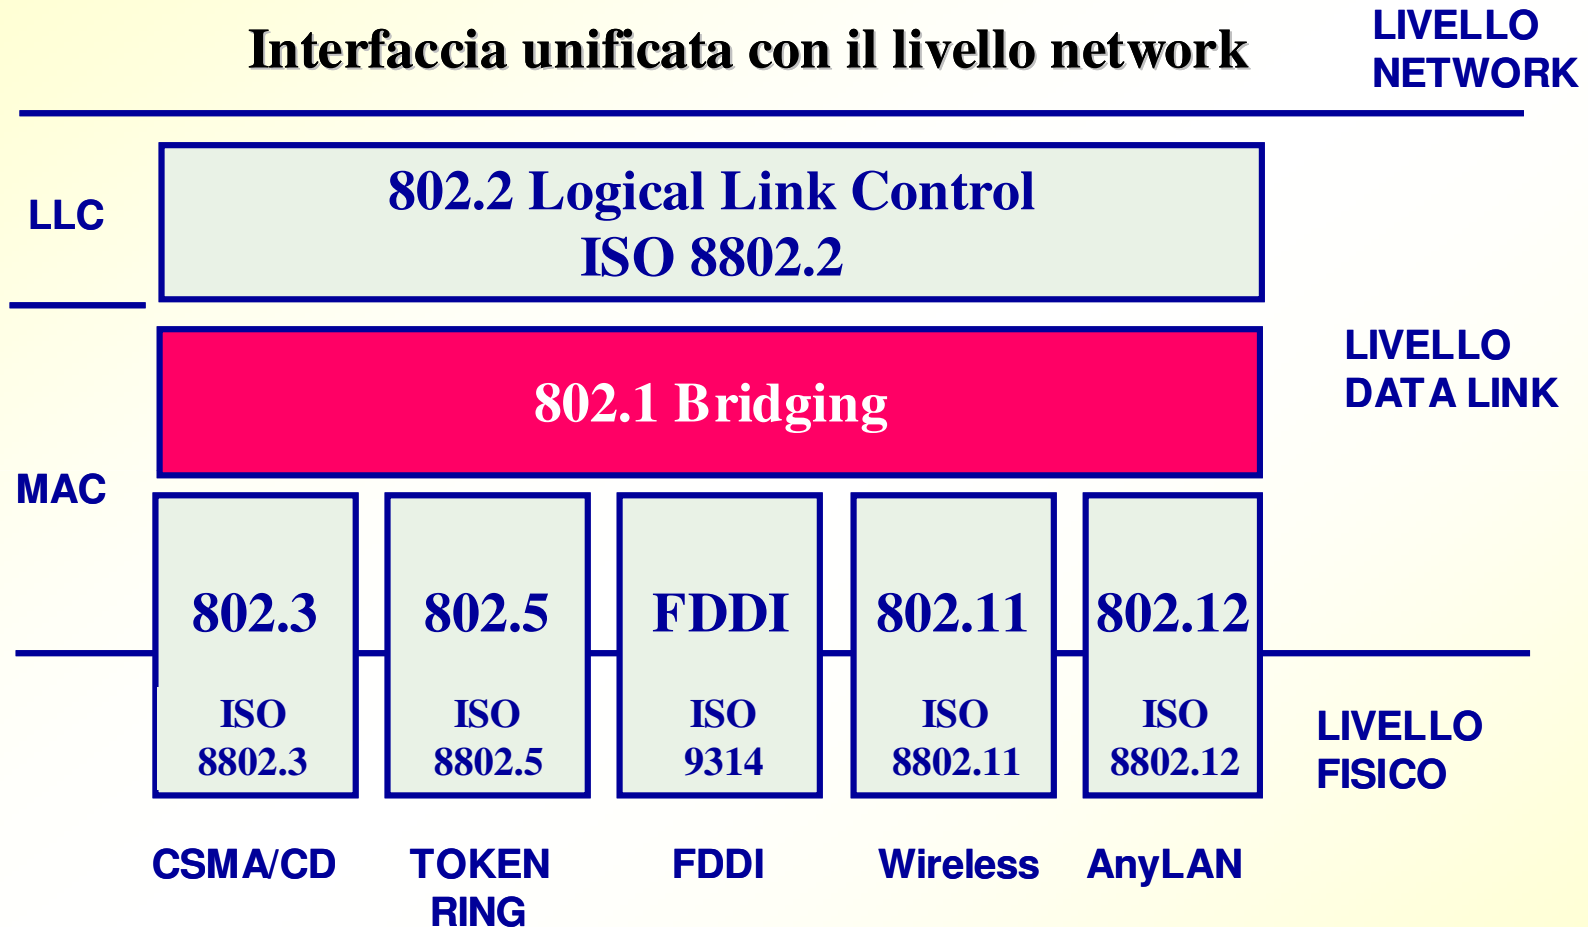 Interfaccia unificata con il livello network
LIVELLO
NETWORK
LLC
802.2 Logical Link Control
ISO 8802.2
802.1 Bridging
LIVELLO
DATA LINK
MAC
802.3
ISO
8802.3
802.5
ISO
8802.5
FDDI
ISO
9314
802.11
ISO
8802.11
802.12
ISO
8802.12
LIVELLO
FISICO
CSMA/CD
TOKEN
RING
FDDI
Wireless
AnyLAN